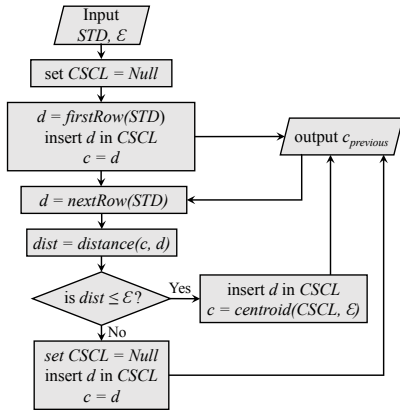 Input
STD, ℰ
set CSCL = Null
d = firstRow(STD)
insert d in CSCL
c = d
output c_previous
d = nextRow(STD)
dist = distance(c, d)
is dist ≤ ℰ?
Yes
insert d in CSCL
c = centroid(CSCL, ℰ)
No
set CSCL = Null
insert d in CSCL
c = d